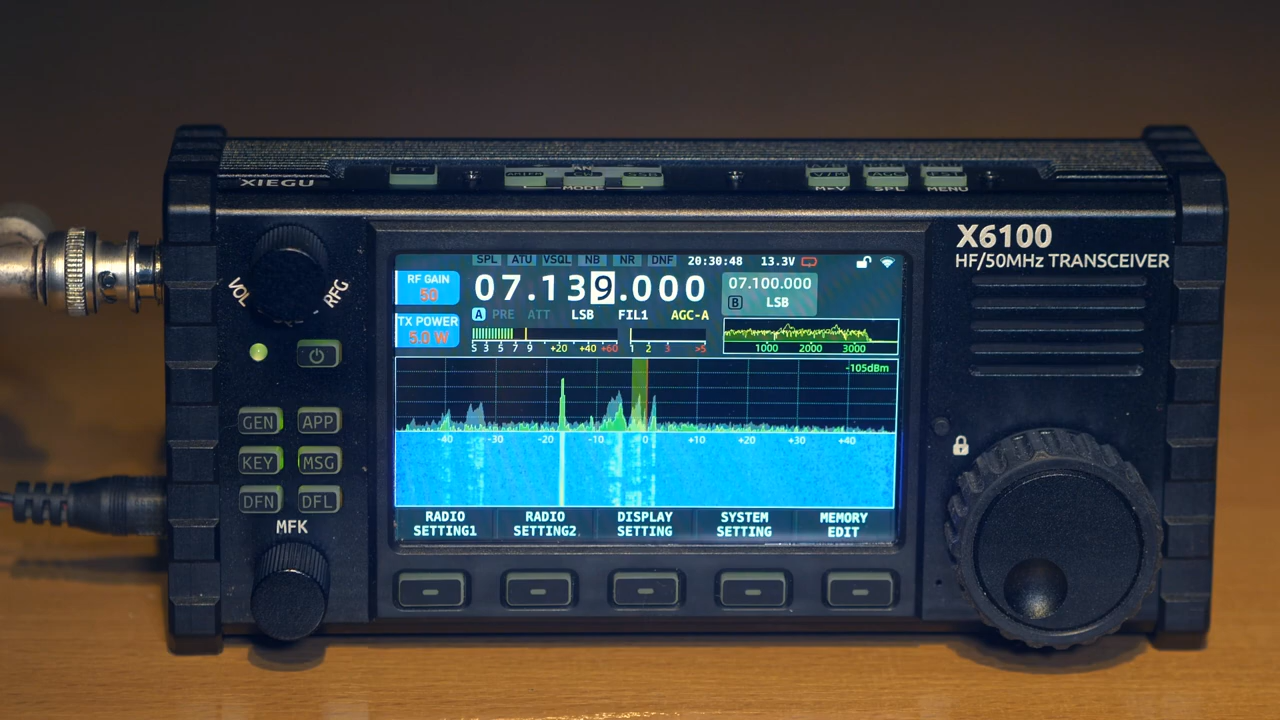 PTT
XIEGU
MODE
M►V SPL MENU
X6100
HF/50MHz TRANSCEIVER
VOL RFG
SPL ATU VSQL NB NR DNF 20:30:48 13.3V
RF GAIN
50
07.139.000
07.100.000
B LSB
A PRE ATT LSB FIL1 AGC-A
TX POWER
5.0 W
S 3 5 7 9 +20 +40 +60 1 2 3 >5
1000 2000 3000
-105dBm
-40 -30 -20 -10 0 +10 +20 +30 +40
GEN APP
KEY MSG
DFN DFL
MFK
RADIO SETTING1
RADIO SETTING2
DISPLAY SETTING
SYSTEM SETTING
MEMORY EDIT